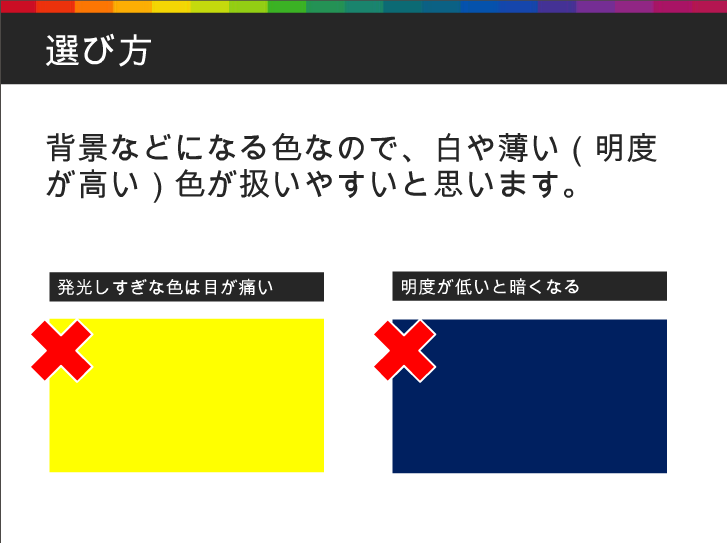 選び方
背景などになる色なので、白や薄い（明度
が高い）色が扱いやすいと思います。
発光しすぎな色は目が痛い
明度が低いと暗くなる